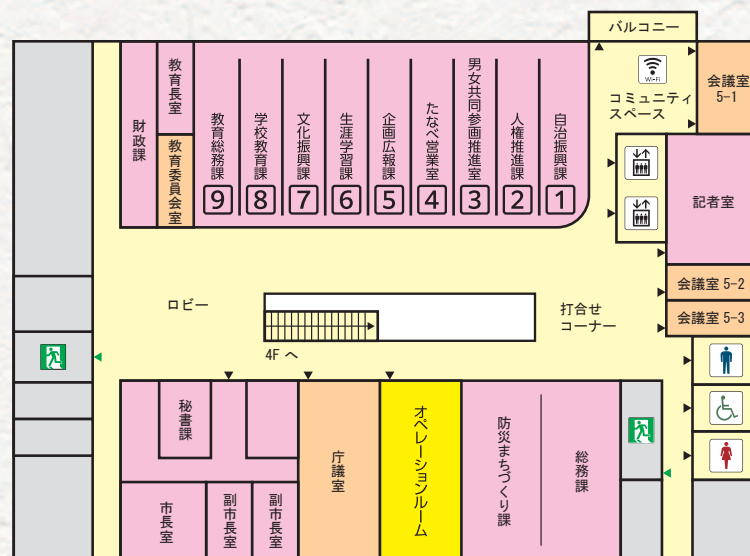 バルコニー
Wi-Fi
コミュニティ
スペース
会議室
5-1
財政課
教育長室
教育委員会室
教育総務課
9
学校教育課
8
文化振興課
7
生涯学習課
6
企画広報課
5
たなべ営業室
4
男女共同参画推進室
3
人権推進課
2
自治振興課
1
記者室
会議室 5-2
会議室 5-3
ロビー
4F へ
打合せ
コーナー
秘書課
市長室
副市長室
副市長室
庁議室
オペレーションルーム
防災まちづくり課
総務課